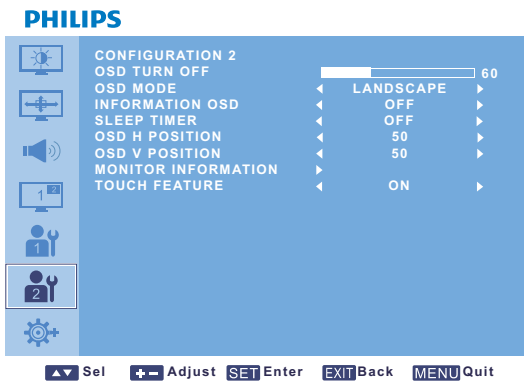 PHILIPS
CONFIGURATION 2
OSD TURN OFF 60
OSD MODE LANDSCAPE
INFORMATION OSD OFF
SLEEP TIMER OFF
OSD H POSITION 50
OSD V POSITION 50
MONITOR INFORMATION
TOUCH FEATURE ON
1 2
1
2
Sel + − Adjust SET Enter EXIT Back MENU Quit